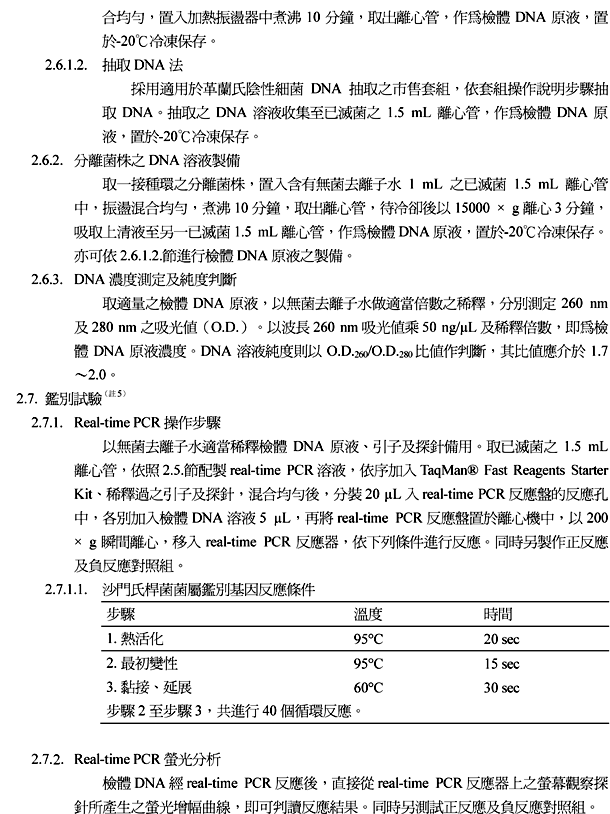 合均勻，置入加熱振盪器中煮沸 10 分鐘，取出離心管，作為檢體 DNA 原液，置
於-20℃冷凍保存。
2.6.1.2. 抽取 DNA 法
採用適用於革蘭氏陰性細菌 DNA 抽取之市售套組，依套組操作說明步驟抽
取 DNA。抽取之 DNA 溶液收集至已滅菌之 1.5 mL 離心管，作為檢體 DNA 原
液，置於-20℃冷凍保存。
2.6.2. 分離菌株之 DNA 溶液製備
取一接種環之分離菌株，置入含有無菌去離子水 1 mL 之已滅菌 1.5 mL 離心管
中，振盪混合均勻，煮沸 10 分鐘，取出離心管，待冷卻後以 15000 × g 離心 3 分鐘，
吸取上清液至另一已滅菌 1.5 mL 離心管，作為檢體 DNA 原液，置於-20℃冷凍保存。
亦可依 2.6.1.2.節進行檢體 DNA 原液之製備。
2.6.3. DNA 濃度測定及純度判斷
取適量之檢體 DNA 原液，以無菌去離子水做適當倍數之稀釋，分別測定 260 nm
及 280 nm 之吸光值（O.D.）。以波長 260 nm 吸光值乘 50 ng/μL 及稀釋倍數，即為檢
體 DNA 原液濃度。DNA 溶液純度則以 O.D.260/O.D.280 比值作判斷，其比值應介於 1.7
～2.0。
2.7. 鑑別試驗（註5）
2.7.1. Real-time PCR 操作步驟
以無菌去離子水適當稀釋檢體 DNA 原液、引子及探針備用。取已滅菌之 1.5 mL
離心管，依照 2.5.節配製 real-time PCR 溶液，依序加入 TaqMan® Fast Reagents Starter
Kit、稀釋過之引子及探針，混合均勻後，分裝 20 μL 入 real-time PCR 反應盤的反應孔
中，各別加入檢體 DNA 溶液 5 μL，再將 real-time PCR 反應盤置於離心機中，以 200
× g 瞬間離心，移入 real-time PCR 反應器，依下列條件進行反應。同時另製作正反應
及負反應對照組。
2.7.1.1. 沙門氏桿菌菌屬鑑別基因反應條件
步驟 溫度 時間
1. 熱活化 95°C 20 sec
2. 最初變性 95°C 15 sec
3. 黏接、延展 60°C 30 sec
步驟 2 至步驟 3，共進行 40 個循環反應。
2.7.2. Real-time PCR 螢光分析
檢體 DNA 經 real-time PCR 反應後，直接從 real-time PCR 反應器上之螢幕觀察探
針所產生之螢光增幅曲線，即可判讀反應結果。同時另測試正反應及負反應對照組。